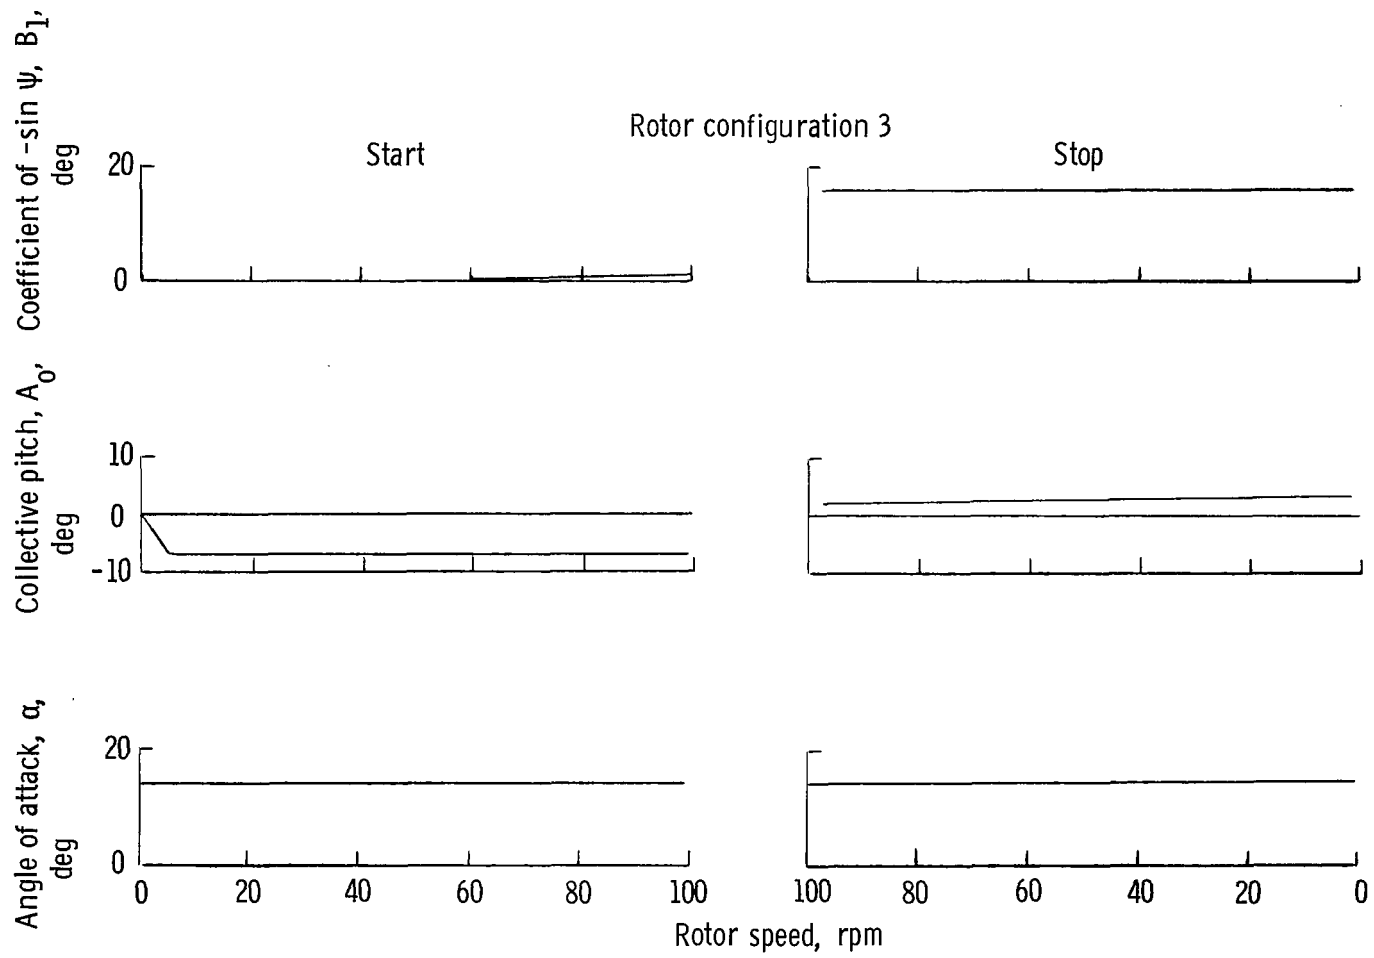 Rotor configuration 3
Start
Stop
Coefficient of -sin ψ, B1,
deg
20
0
Collective pitch, Ao,
deg
10
0
-10
Angle of attack, α,
deg
20
0
0 20 40 60 80 100
100 80 60 40 20 0
Rotor speed, rpm